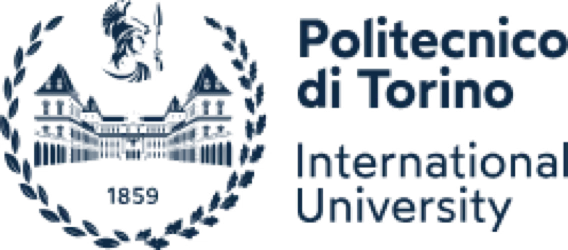 1859
Politecnico
di Torino
International
University